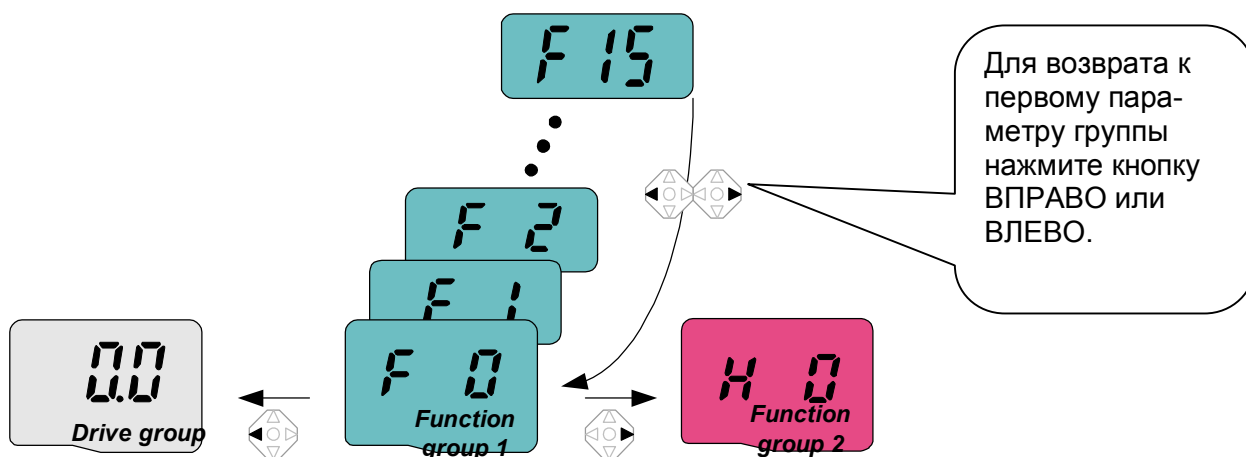 F 15
Для возврата к
первому пара-
метру группы
нажмите кнопку
ВПРАВО или
ВЛЕВО.
F 2
F 1
0.0
Drive group
F 0
Function
group 1
H 0
Function
group 2